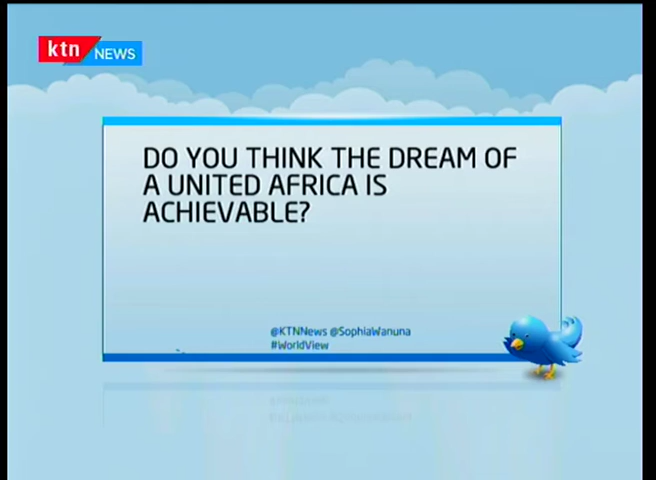 ktn NEWS
DO YOU THINK THE DREAM OF
A UNITED AFRICA IS
ACHIEVABLE?
@KTNNews @SophiaWanuna
#WorldView